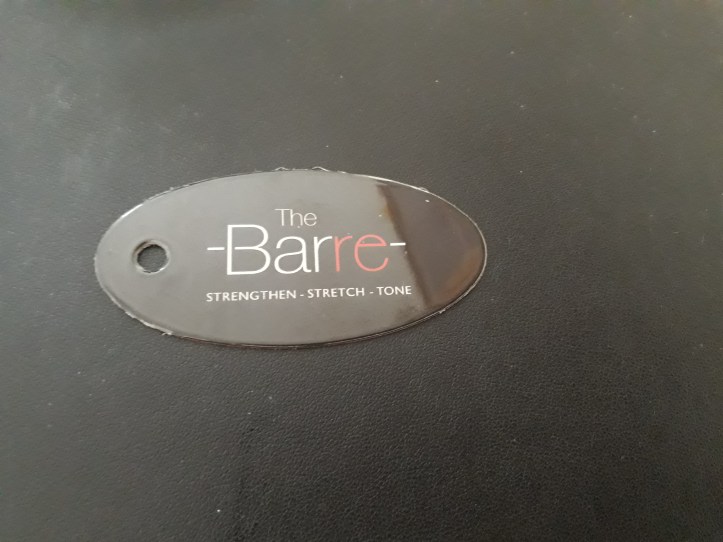 The
-Barre-
STRENGTHEN - STRETCH - TONE